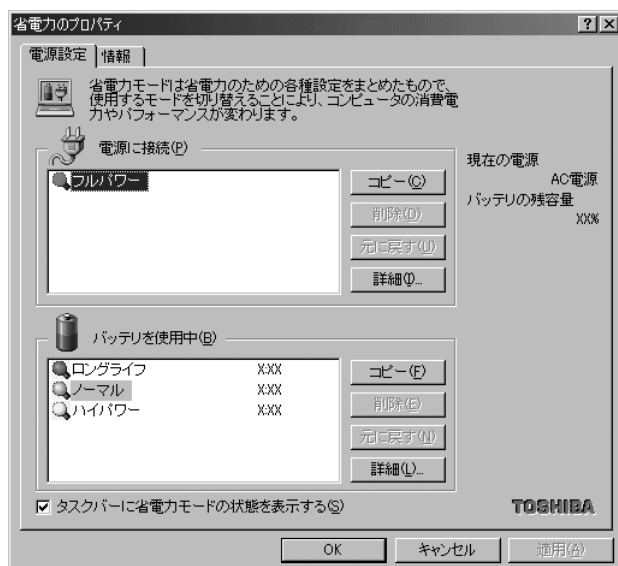 省電力のプロパティ
電源設定 情報
省電力モードは省電力のための各種設定をまとめたもので、
使用するモードを切り替えることにより、コンピュータの消費電
力やパフォーマンスが変わります。
電源に接続(P)
フルパワー
コピー(C)
削除(D)
元に戻す(U)
詳細(I)...
現在の電源
AC電源
バッテリの残容量
XX%
バッテリを使用中(B)
ロングライフ X:XX
ノーマル X:XX
ハイパワー X:XX
コピー(F)
削除(E)
元に戻す(N)
詳細(L)...
タスクバーに省電力モードの状態を表示する(S)
TOSHIBA
OK キャンセル 適用(A)